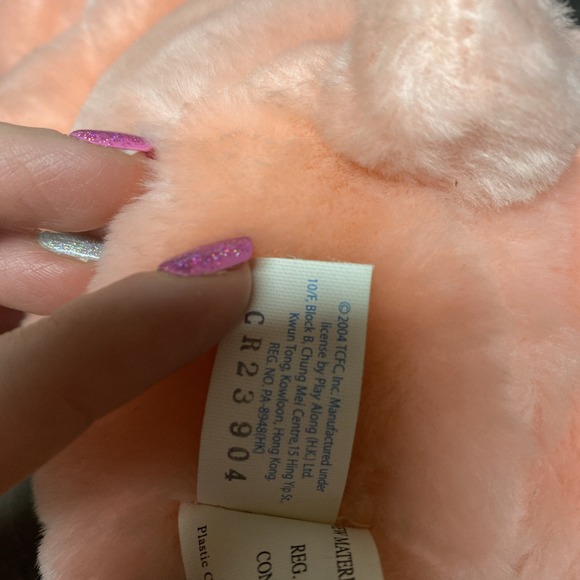 ©2004 TCFC, Inc. Manufactured under
license by Play Along (H.K.) Ltd.
10/F, Block B, Chung Mei Centre,15 Hing Yip St.,
Kwun Tong, Kowloon, Hong Kong.
REG. NO. PA-8948(HK)
CR23904
REG.
CON
Plastic